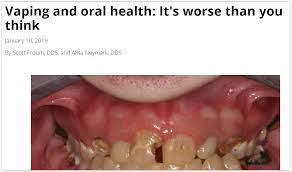 Vaping and oral health: It's worse than you
think
January 10, 2019
By Scott Froum, DDS, and Alisa Neymark, DDS